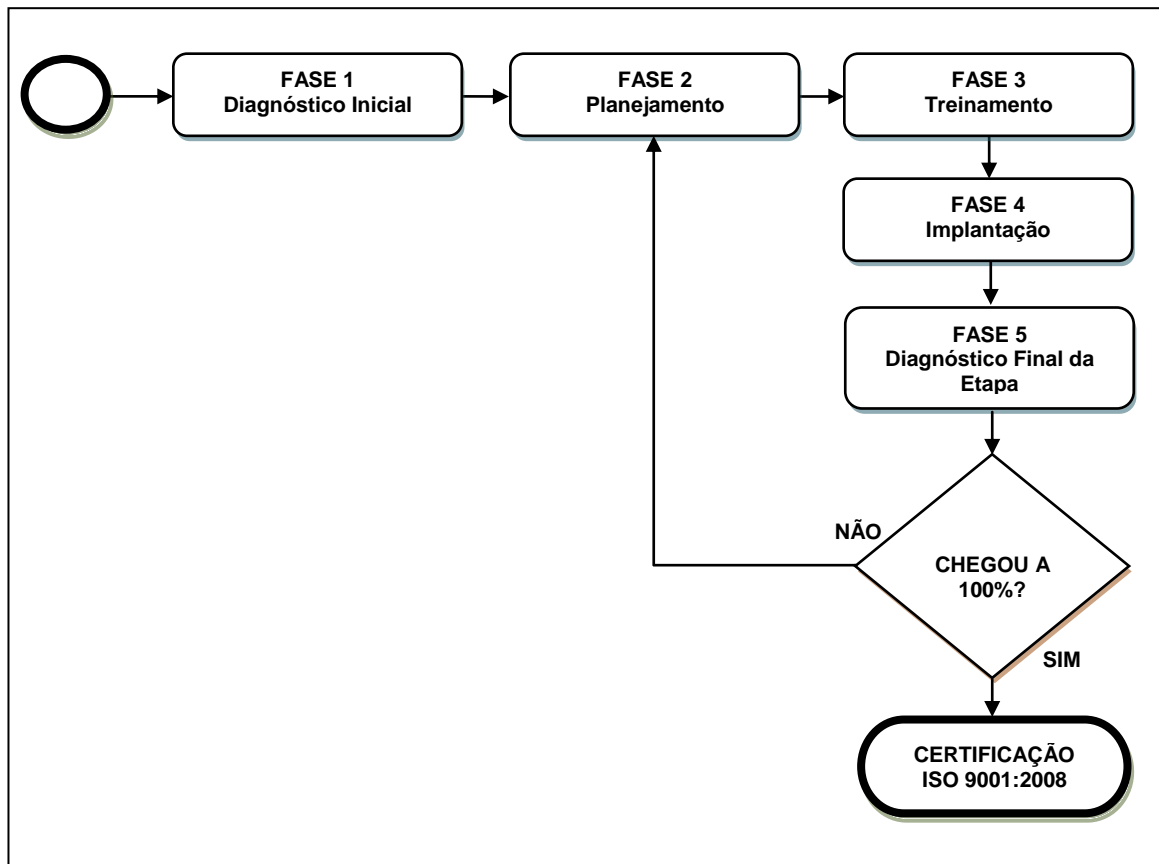 FASE 1
Diagnóstico Inicial
FASE 2
Planejamento
FASE 3
Treinamento
FASE 4
Implantação
FASE 5
Diagnóstico Final da
Etapa
NÃO
CHEGOU A
100%?
SIM
CERTIFICAÇÃO
ISO 9001:2008